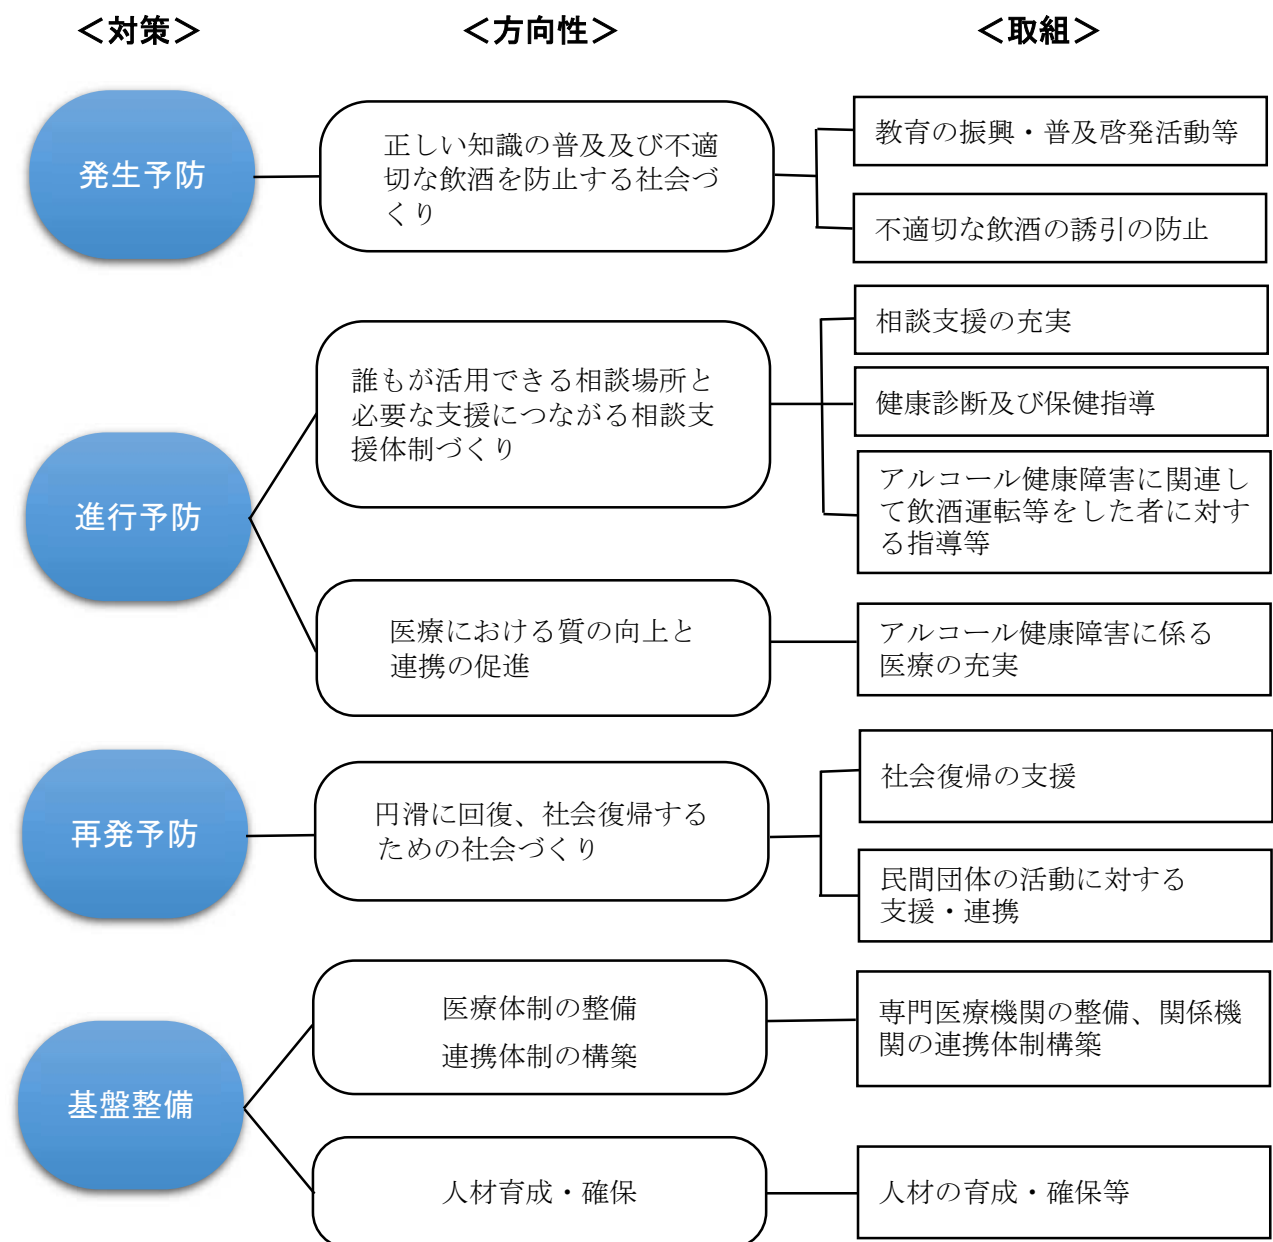 ＜対策＞
＜方向性＞
＜取組＞
発生予防
正しい知識の普及及び不適
切な飲酒を防止する社会づ
くり
教育の振興・普及啓発活動等
不適切な飲酒の誘引の防止
進行予防
誰もが活用できる相談場所と
必要な支援につながる相談支
援体制づくり
相談支援の充実
健康診断及び保健指導
アルコール健康障害に関連し
て飲酒運転等をした者に対す
る指導等
医療における質の向上と
連携の促進
アルコール健康障害に係る
医療の充実
再発予防
円滑に回復、社会復帰する
ための社会づくり
社会復帰の支援
民間団体の活動に対する
支援・連携
基盤整備
医療体制の整備
連携体制の構築
専門医療機関の整備、関係機
関の連携体制構築
人材育成・確保
人材の育成・確保等